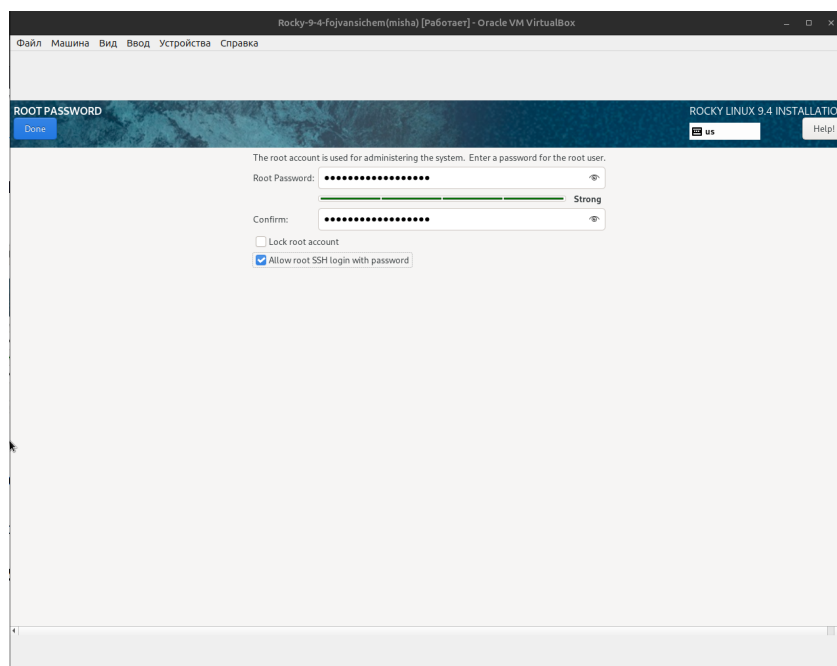 Rocky-9-4-fojvansichem(misha) [Работает] - Oracle VM VirtualBox
Файл Машина Вид Ввод Устройства Справка
ROOT PASSWORD
ROCKY LINUX 9.4 INSTALLATIO
Done
us
Help!
The root account is used for administering the system. Enter a password for the root user.
Root Password: ••••••••••••••••••
Strong
Confirm: ••••••••••••••••••
Lock root account
Allow root SSH login with password